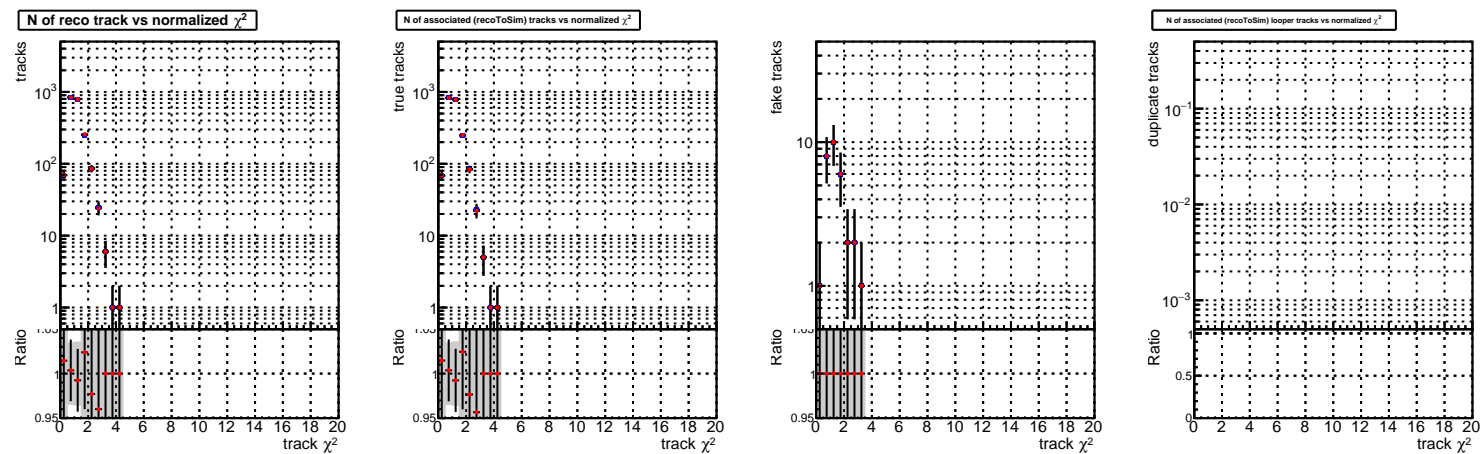 N of reco track vs normalized χ²
tracks
10³
10²
10
1
Ratio
1.05
1
0.95
0 2 4 6 8 10 12 14 16 18 20
track χ²
N of associated (recoToSim) tracks vs normalized χ²
true tracks
10³
10²
10
1
Ratio
1.05
1
0.95
0 2 4 6 8 10 12 14 16 18 20
track χ²
fake tracks
10
1
Ratio
1.05
1
0.95
0 2 4 6 8 10 12 14 16 18 20
track χ²
N of associated (recoToSim) looper tracks vs normalized χ²
duplicate tracks
10⁻¹
10⁻²
10⁻³
Ratio
1
0.5
0
0 2 4 6 8 10 12 14 16 18 20
track χ²